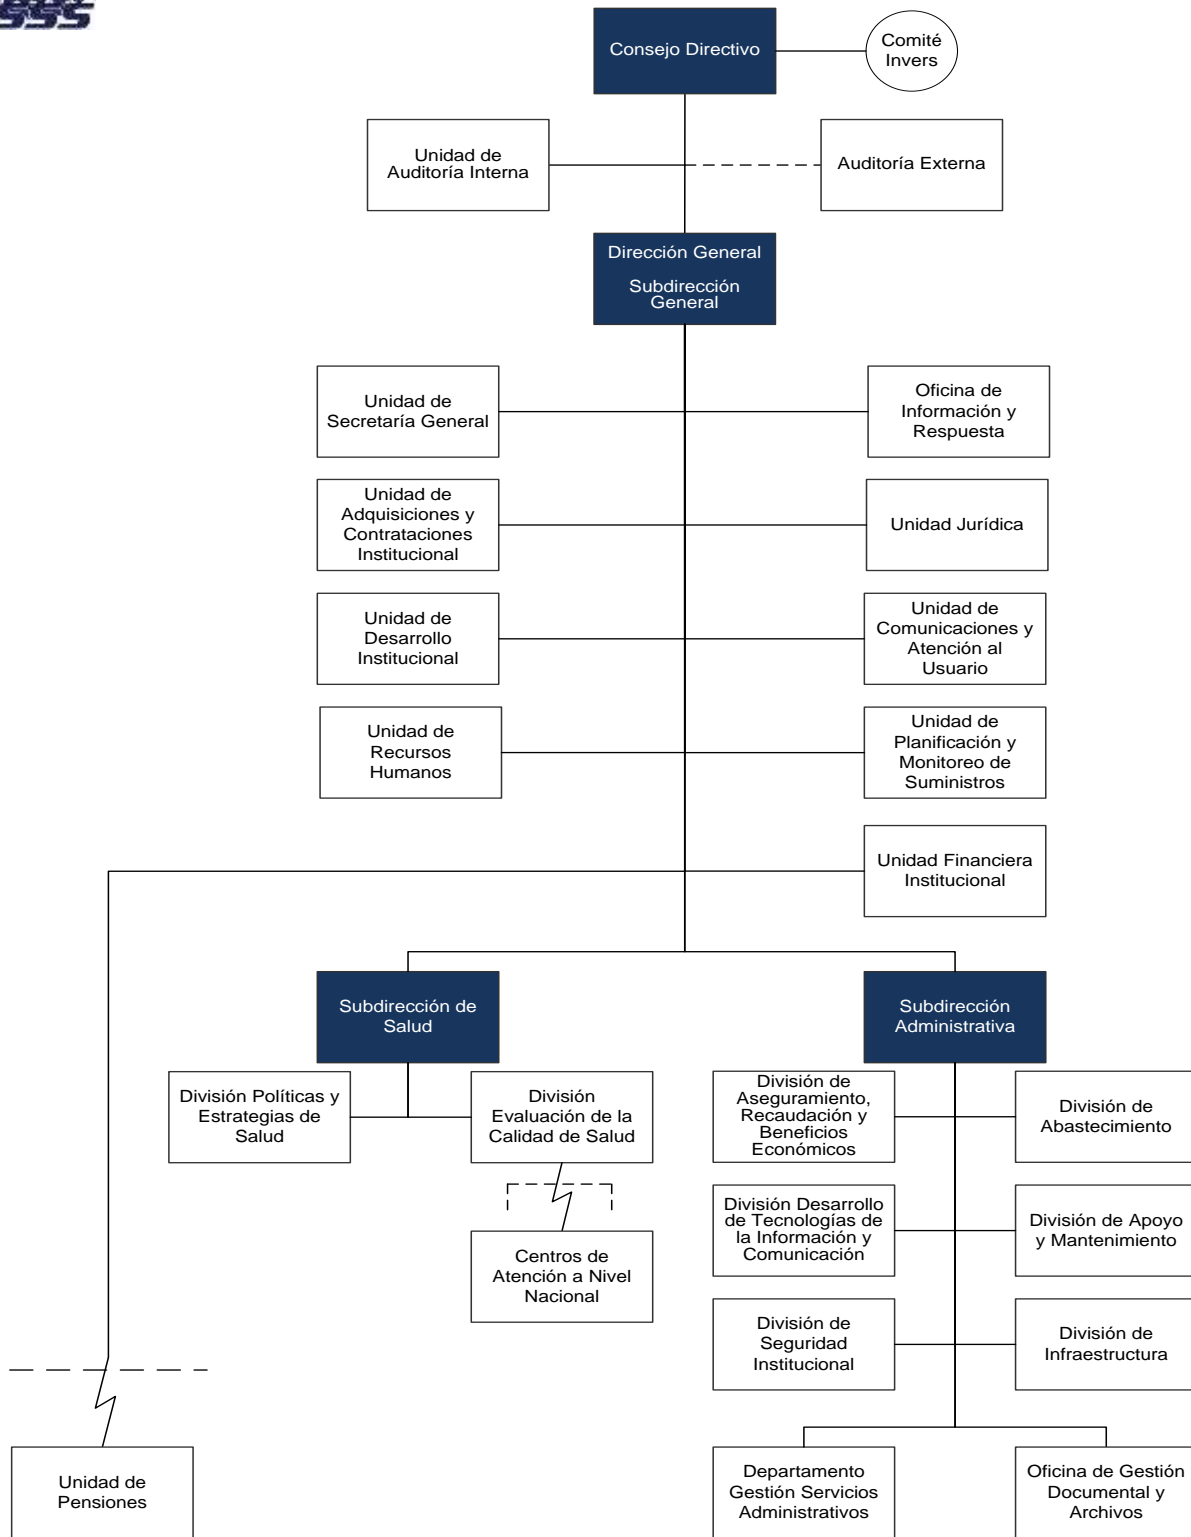 Consejo Directivo
Comité
Invers
Unidad de
Auditoría Interna
Auditoría Externa
Dirección General
Subdirección
General
Unidad de
Secretaría General
Oficina de
Información y
Respuesta
Unidad de
Adquisiciones y
Contrataciones
Institucional
Unidad Jurídica
Unidad de
Desarrollo
Institucional
Unidad de
Comunicaciones y
Atención al
Usuario
Unidad de
Recursos
Humanos
Unidad de
Planificación y
Monitoreo de
Suministros
Unidad Financiera
Institucional
Subdirección de
Salud
Subdirección
Administrativa
División Políticas y
Estrategias de
Salud
División
Evaluación de la
Calidad de Salud
División de
Aseguramiento,
Recaudación y
Beneficios
Económicos
División de
Abastecimiento
División Desarrollo
de Tecnologías de
la Información y
Comunicación
División de Apoyo
y Mantenimiento
Centros de
Atención a Nivel
Nacional
División de
Seguridad
Institucional
División de
Infraestructura
Unidad de
Pensiones
Departamento
Gestión Servicios
Administrativos
Oficina de Gestión
Documental y
Archivos